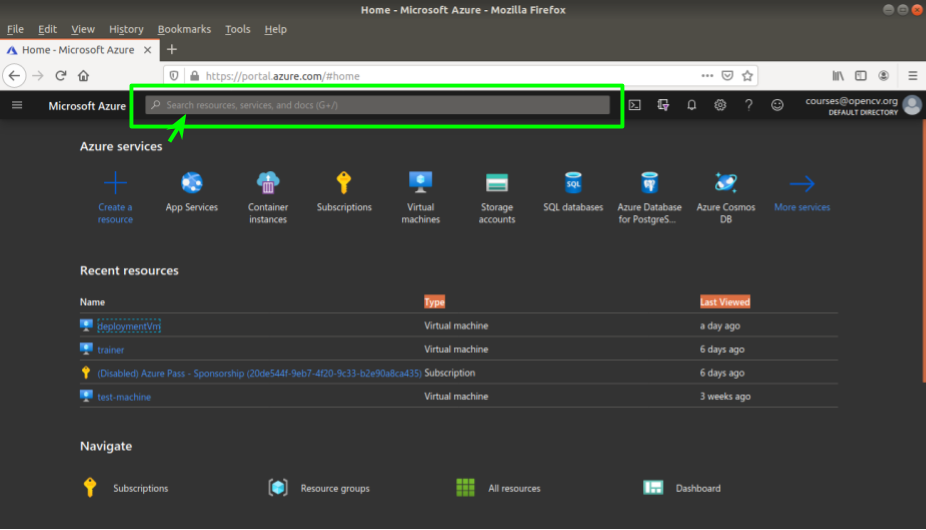 Home - Microsoft Azure - Mozilla Firefox
File Edit View History Bookmarks Tools Help
Home - Microsoft Azure
https://portal.azure.com/#home
Microsoft Azure
Search resources, services, and docs (G+/)
courses@opencv.org
DEFAULT DIRECTORY
Azure services
Create a resource
App Services
Container instances
Subscriptions
Virtual machines
Storage accounts
SQL
SQL databases
Azure Database for PostgreS...
Azure Cosmos DB
More services
Recent resources
Name Type Last Viewed
deploymentVm Virtual machine a day ago
trainer Virtual machine 6 days ago
(Disabled) Azure Pass - Sponsorship (20de544f-9eb7-4f20-9c33-b2e90a8ca435) Subscription 6 days ago
test-machine Virtual machine 3 weeks ago
Navigate
Subscriptions Resource groups All resources Dashboard